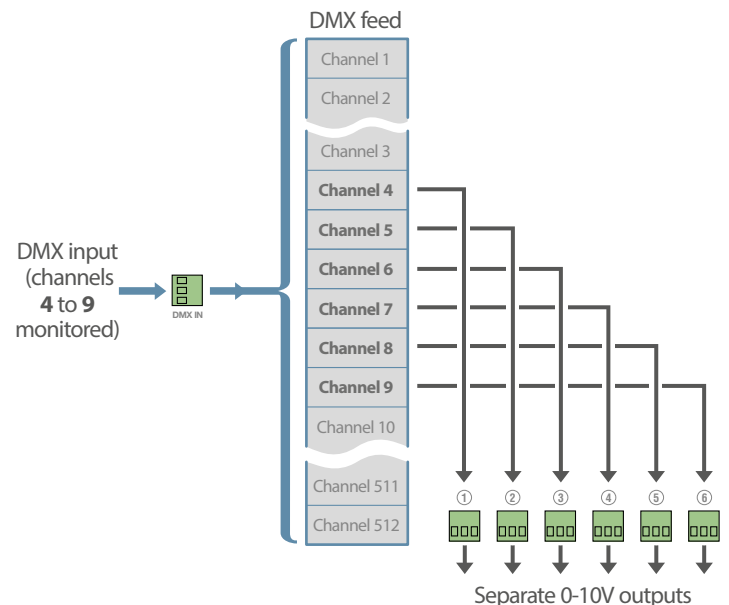 DMX feed
Channel 1
Channel 2
Channel 3
Channel 4
Channel 5
Channel 6
Channel 7
Channel 8
Channel 9
Channel 10
Channel 511
Channel 512
DMX input
(channels
4 to 9
monitored)
DMX IN
① ② ③ ④ ⑤ ⑥
Separate 0-10V outputs